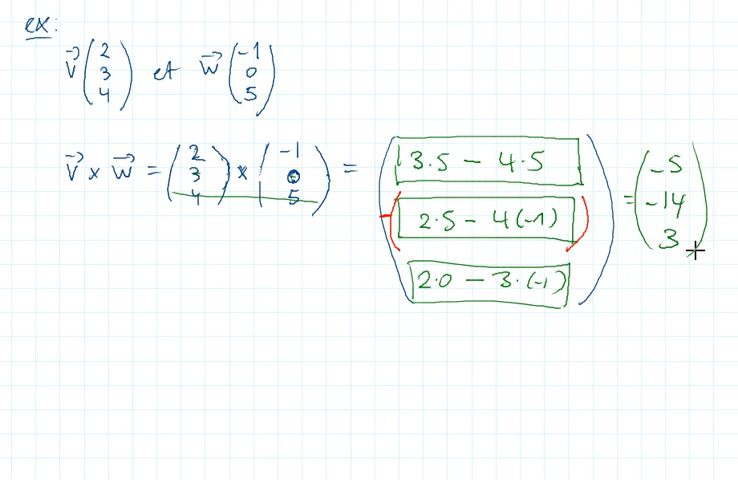 ex:
V⃗ (2 3 4) et W⃗ (-1 0 5)
V⃗ × W⃗ = (2 3 4) × (-1 0 5) = (3·5 − 4·5
−(2·5 − 4(-1))
2·0 − 3·(-1)) = (-5 -14 3)